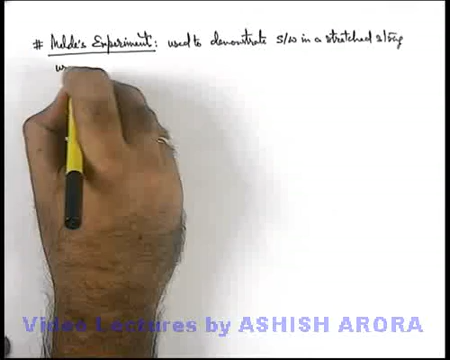 # Melde's Experiment: used to demonstrate S/W in a stretched string
w
Video Lectures by ASHISH ARORA